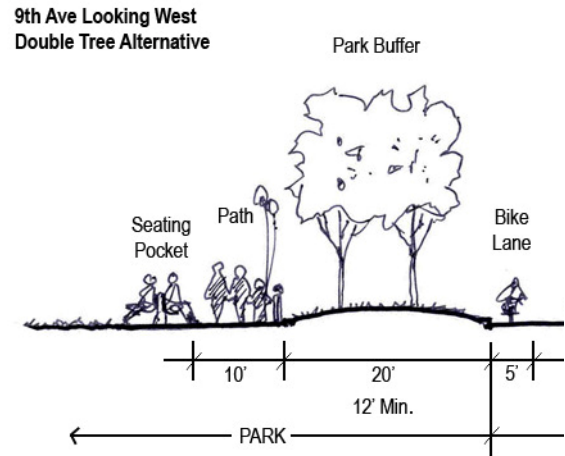 9th Ave Looking West
Double Tree Alternative
Park Buffer
Seating
Pocket
Path
Bike
Lane
10'
20'
5'
12' Min.
PARK